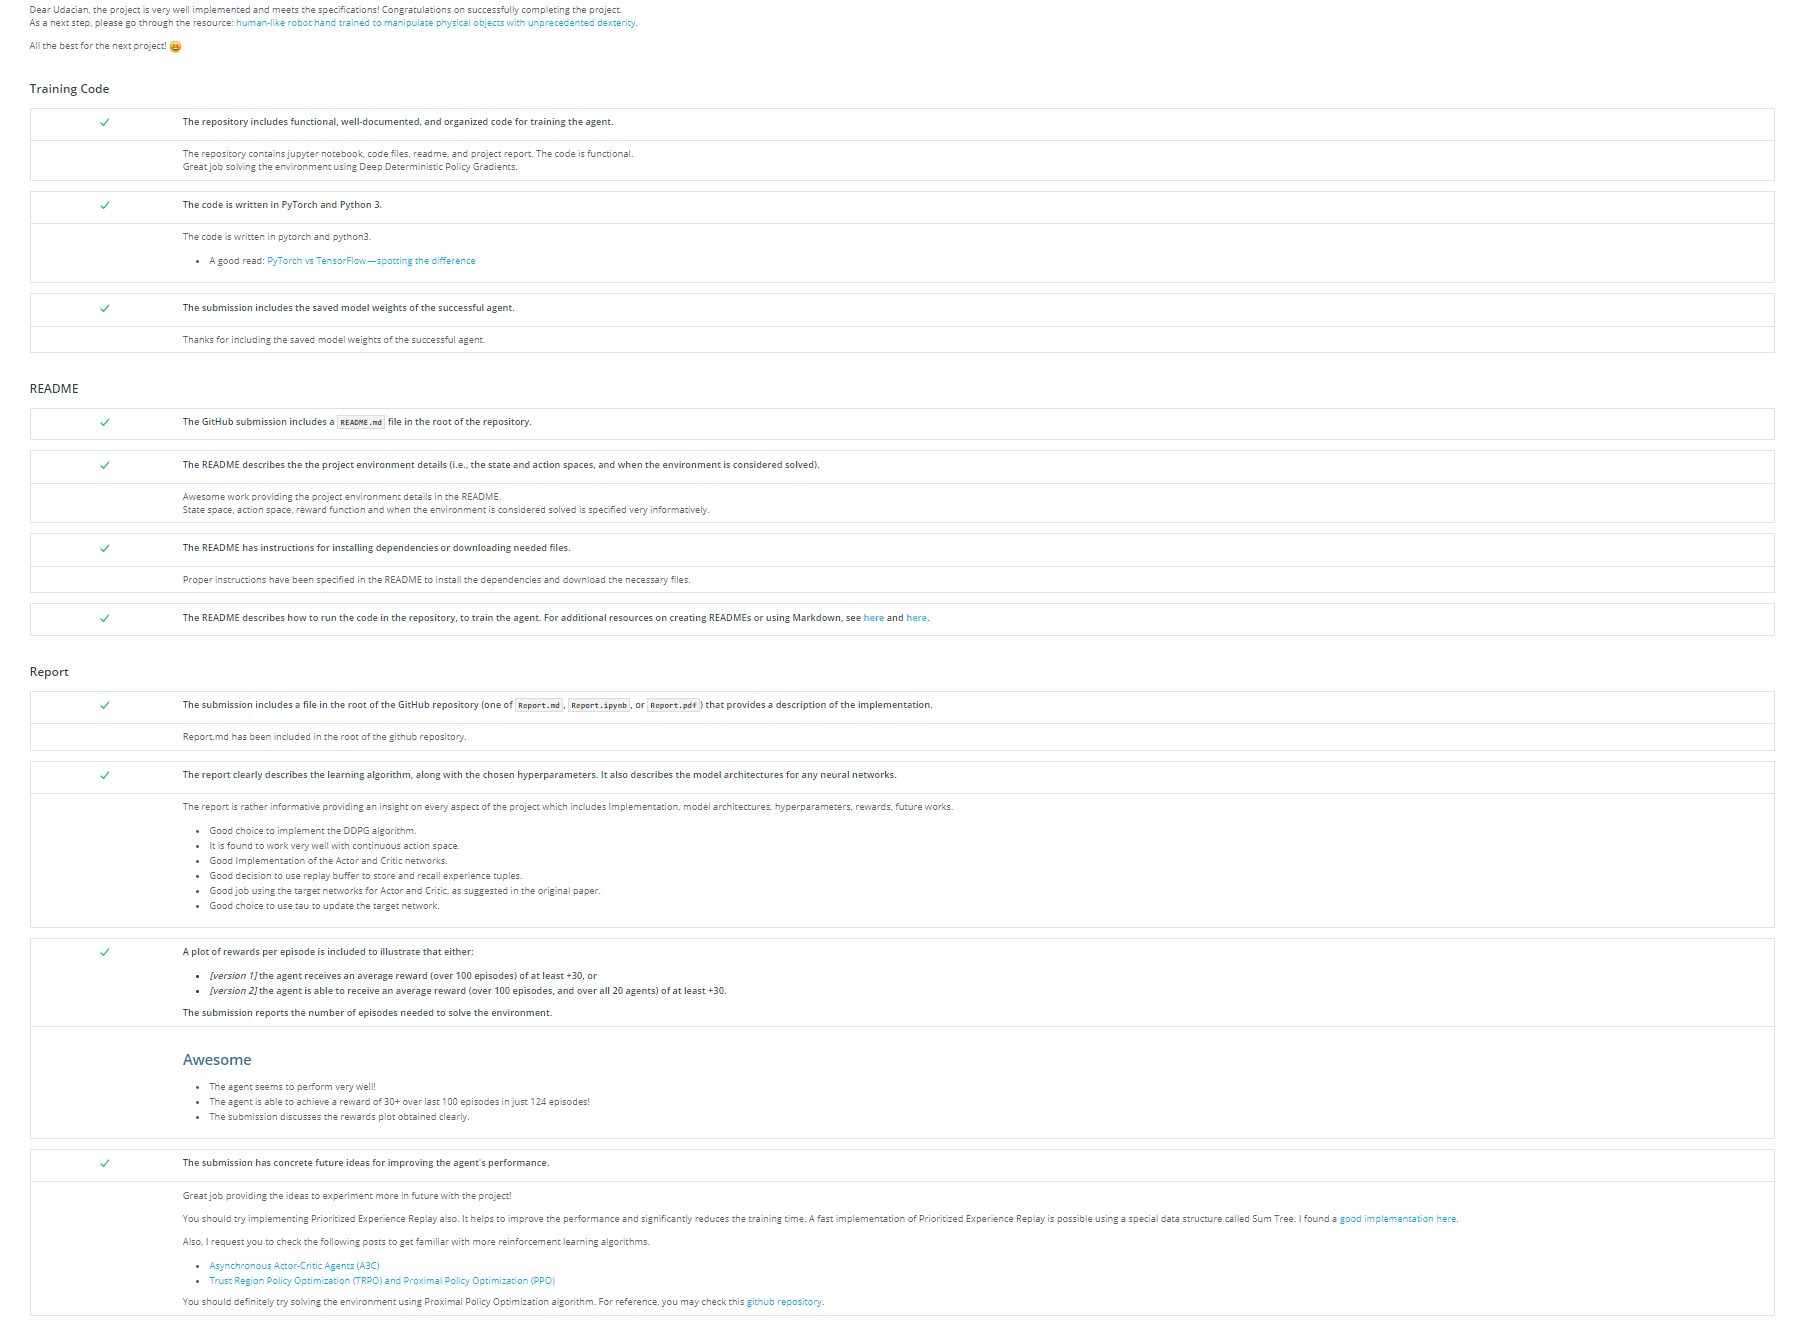 Dear Udacian, the project is very well implemented and meets the specifications! Congratulations on successfully completing the project.
As a next step, please go through the resource: human-like robot hand trained to manipulate physical objects with unprecedented dexterity.
All the best for the next project! 😄
Training Code
The repository includes functional, well-documented, and organized code for training the agent.
The repository contains jupyter notebook, code files, readme, and project report. The code is functional.
Great job solving the environment using Deep Deterministic Policy Gradients.
The code is written in PyTorch and Python 3.
The code is written in pytorch and python3.
• A good read: PyTorch vs TensorFlow—spotting the difference
The submission includes the saved model weights of the successful agent.
Thanks for including the saved model weights of the successful agent.
README
The GitHub submission includes a README.md file in the root of the repository.
The README describes the the project environment details (i.e., the state and action spaces, and when the environment is considered solved).
Awesome work providing the project environment details in the README.
State space, action space, reward function and when the environment is considered solved is specified very informatively.
The README has instructions for installing dependencies or downloading needed files.
Proper instructions have been specified in the README to install the dependencies and download the necessary files.
The README describes how to run the code in the repository, to train the agent. For additional resources on creating READMEs or using Markdown, see here and here.
Report
The submission includes a file in the root of the GitHub repository (one of Report.md, Report.ipynb, or Report.pdf) that provides a description of the implementation.
Report.md has been included in the root of the github repository.
The report clearly describes the learning algorithm, along with the chosen hyperparameters. It also describes the model architectures for any neural networks.
The report is rather informative providing an insight on every aspect of the project which includes Implementation, model architectures, hyperparameters, rewards, future works.
• Good choice to implement the DDPG algorithm.
• It is found to work very well with continuous action space.
• Good Implementation of the Actor and Critic networks.
• Good decision to use replay buffer to store and recall experience tuples.
• Good job using the target networks for Actor and Critic, as suggested in the original paper.
• Good choice to use tau to update the target network.
A plot of rewards per episode is included to illustrate that either:
• [version 1] the agent receives an average reward (over 100 episodes) of at least +30, or
• [version 2] the agent is able to receive an average reward (over 100 episodes, and over all 20 agents) of at least +30.
The submission reports the number of episodes needed to solve the environment.
Awesome
• The agent seems to perform very well!
• The agent is able to achieve a reward of 30+ over last 100 episodes in just 124 episodes!
• The submission discusses the rewards plot obtained clearly.
The submission has concrete future ideas for improving the agent's performance.
Great job providing the ideas to experiment more in future with the project!
You should try implementing Prioritized Experience Replay also. It helps to improve the performance and significantly reduces the training time. A fast implementation of Prioritized Experience Replay is possible using a special data structure called Sum Tree. I found a good implementation here.
Also, I request you to check the following posts to get familiar with more reinforcement learning algorithms.
• Asynchronous Actor-Critic Agents (A3C)
• Trust Region Policy Optimization (TRPO) and Proximal Policy Optimization (PPO)
You should definitely try solving the environment using Proximal Policy Optimization algorithm. For reference, you may check this github repository.